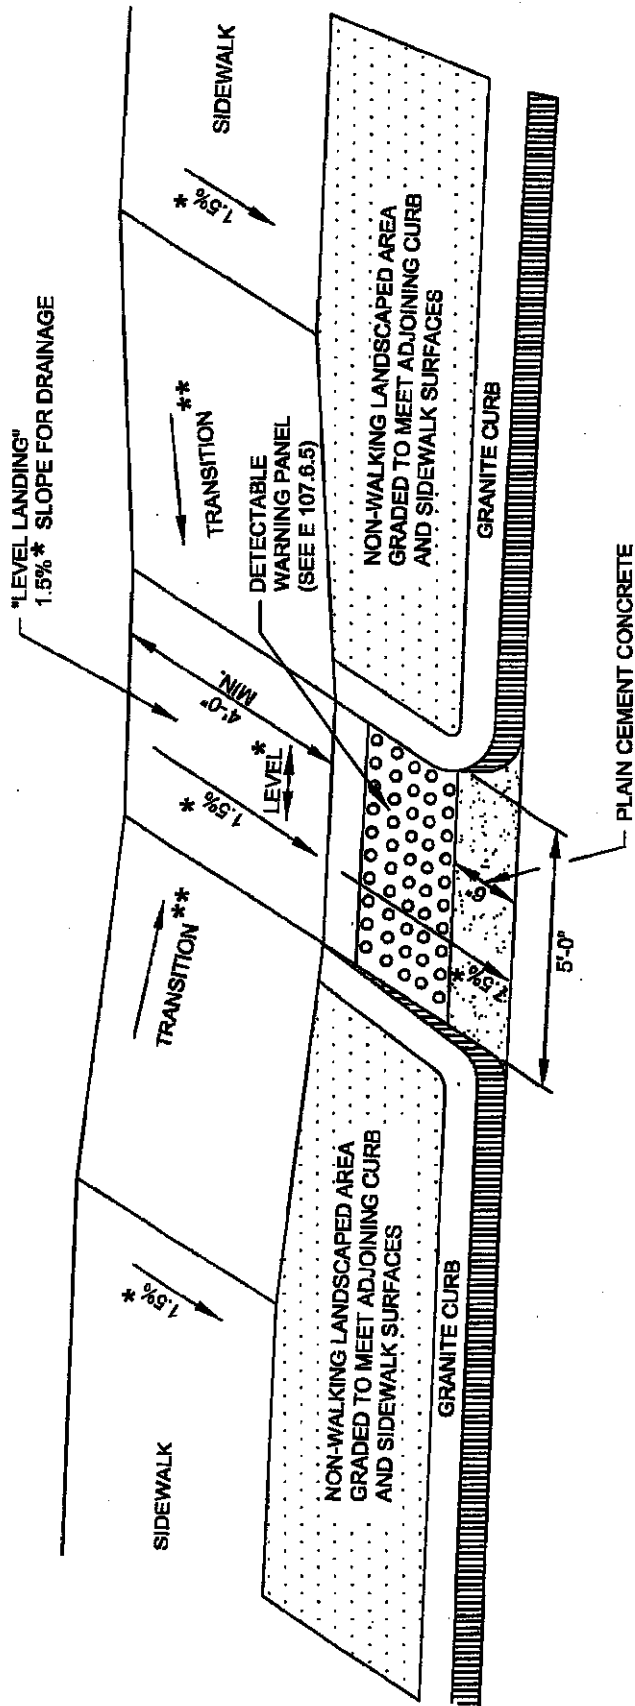 "LEVEL LANDING"
1.5% * SLOPE FOR DRAINAGE
SIDEWALK
1.5% *
TRANSITION **
4'-0"
MIN.
1.5% *
LEVEL *
TRANSITION **
DETECTABLE
WARNING PANEL
(SEE E 107.6.5)
1.5% *
SIDEWALK
NON-WALKING LANDSCAPED AREA
GRADED TO MEET ADJOINING CURB
AND SIDEWALK SURFACES
GRANITE CURB
7.5% *
6"
5'-0"
PLAIN CEMENT CONCRETE
NON-WALKING LANDSCAPED AREA
GRADED TO MEET ADJOINING CURB
AND SIDEWALK SURFACES
GRANITE CURB